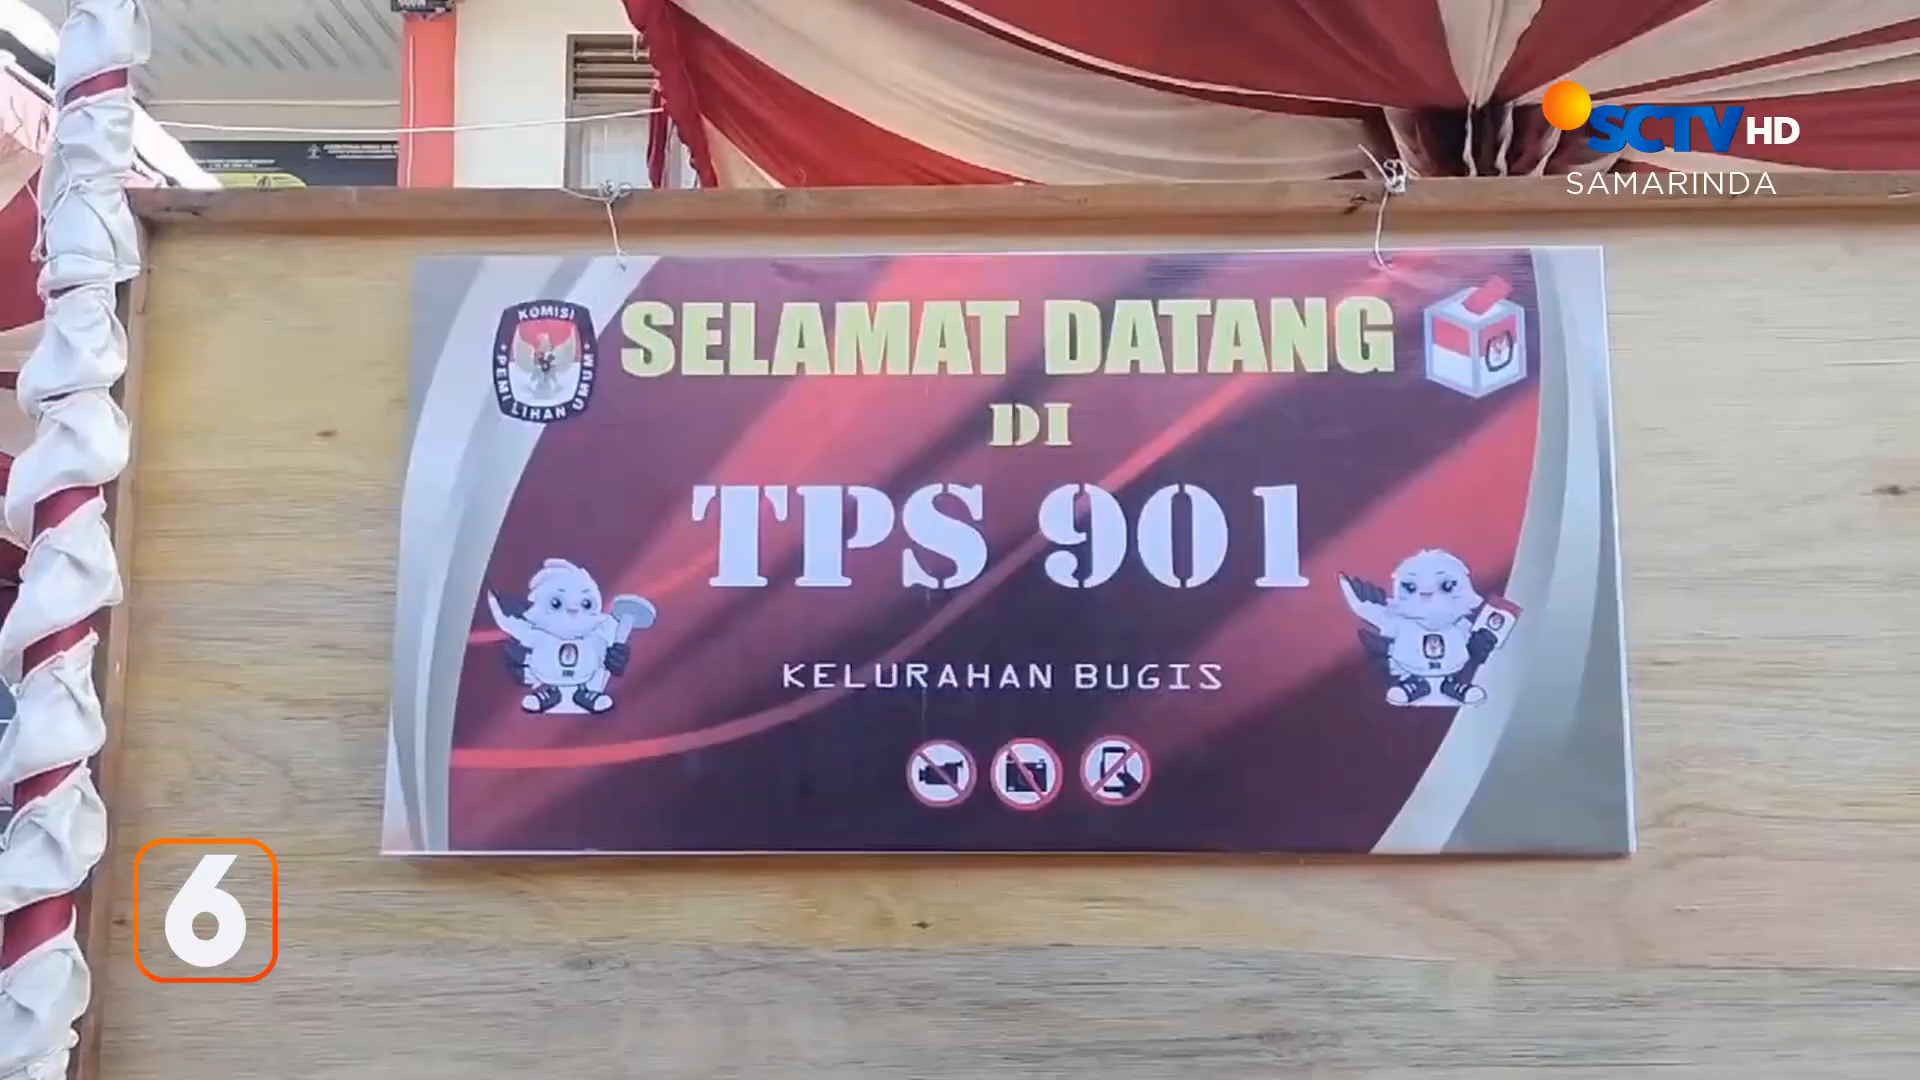 SCTV HD
SAMARINDA
KOMISI
PEMILIHAN UMUM
SELAMAT DATANG
DI
TPS 901
KELURAHAN BUGIS
6